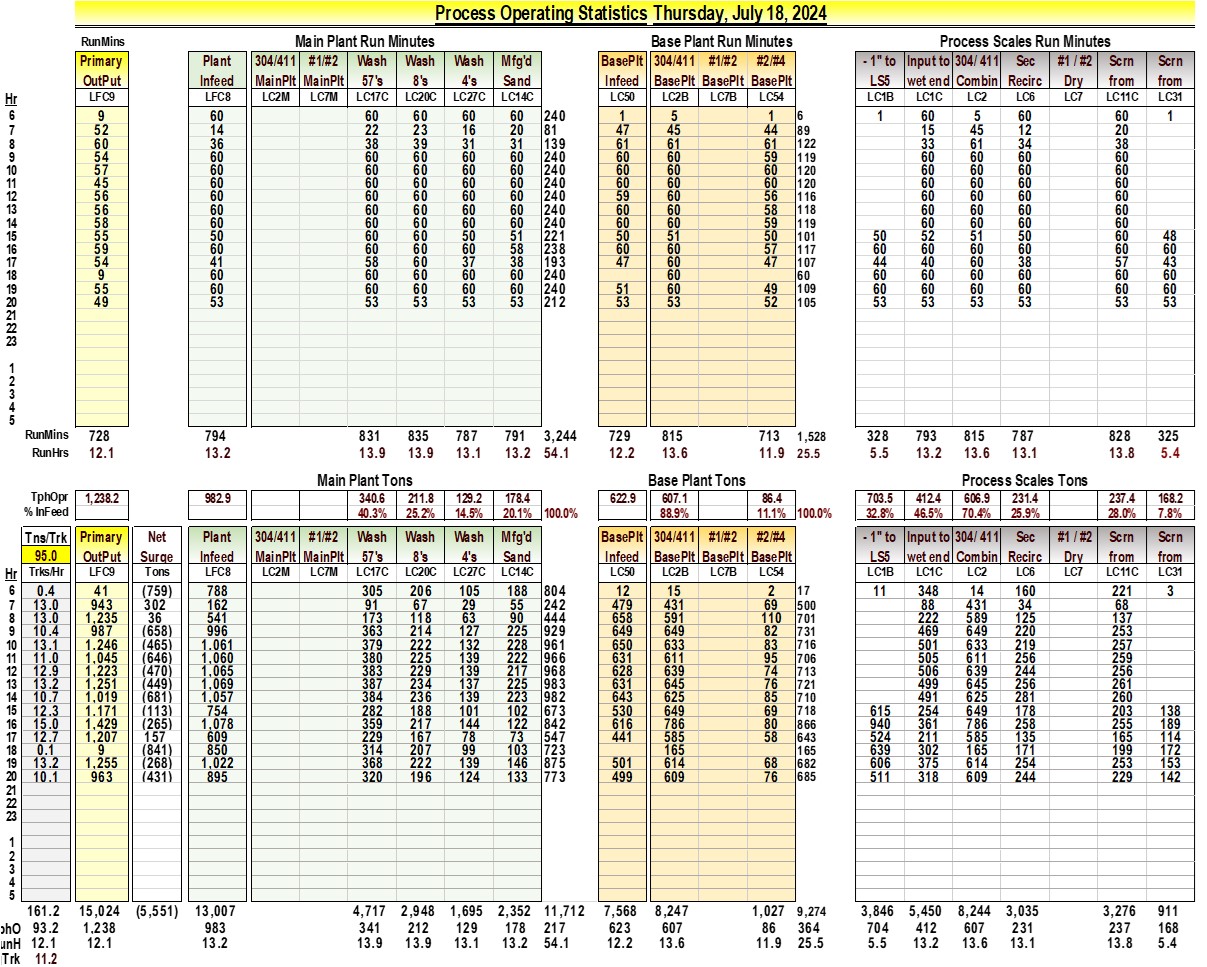 Process Operating Statistics Thursday, July 18, 2024
RunMins Main Plant Run Minutes Base Plant Run Minutes Process Scales Run Minutes
Primary Plant 304/411 #1/#2 Wash Wash Wash Mfg'd BasePlt 304/411 #1/#2 #2/#4 - 1" to Input to 304/ 411 Sec #1 / #2 Scrn Scrn
OutPut Infeed MainPlt MainPlt 57's 8's 4's Sand Infeed BasePlt BasePlt BasePlt LS5 wet end Combin Recirc Dry from from
Hr LFC9 LFC8 LC2M LC7M LC17C LC20C LC27C LC14C LC50 LC2B LC7B LC54 LC1B LC1C LC2 LC6 LC7 LC11C LC31
6 9 60 60 60 60 60 240 1 5 1 6 1 60 5 60 60 1
7 52 14 22 23 16 20 81 47 45 44 89 15 45 12 20
8 60 36 38 39 31 31 139 61 61 61 122 33 61 34 38
9 54 60 60 60 60 60 240 60 60 59 119 60 60 60 60
10 57 60 60 60 60 60 240 60 60 60 120 60 60 60 60
11 45 60 60 60 60 60 240 60 60 60 120 60 60 60 60
12 56 60 60 60 60 60 240 59 60 56 116 60 60 60 60
13 56 60 60 60 60 60 240 60 60 58 118 60 60 60 60
14 58 60 60 60 60 60 240 60 60 59 119 60 60 60 60
15 55 50 60 60 50 51 221 50 51 50 101 50 52 51 50 60 48
16 59 60 60 60 60 58 238 60 60 57 117 60 60 60 60 60 60
17 54 41 58 60 37 38 193 47 60 47 107 44 40 60 38 57 43
18 9 60 60 60 60 60 240 60 60 60 60 60 60 60 60
19 55 60 60 60 60 60 240 51 60 49 109 60 60 60 60 60 60
20 49 53 53 53 53 53 212 53 53 52 105 53 53 53 53 53 53
21
22
23
1
2
3
4
5
RunMins 728 794 831 835 787 791 3,244 729 815 713 1,528 328 793 815 787 828 325
RunHrs 12.1 13.2 13.9 13.9 13.1 13.2 54.1 12.2 13.6 11.9 25.5 5.5 13.2 13.6 13.1 13.8 5.4
Main Plant Tons Base Plant Tons Process Scales Tons
TphOpr 1,238.2 982.9 340.6 211.8 129.2 178.4 622.9 607.1 86.4 703.5 412.4 606.9 231.4 237.4 168.2
% InFeed 40.3% 25.2% 14.5% 20.1% 100.0% 88.9% 11.1% 100.0% 32.8% 46.5% 70.4% 25.9% 28.0% 7.8%
Tns/Trk Primary Net Plant 304/411 #1/#2 Wash Wash Wash Mfg'd BasePlt 304/411 #1/#2 #2/#4 - 1" to Input to 304/ 411 Sec #1 / #2 Scrn Scrn
95.0 OutPut Surge Infeed MainPlt MainPlt 57's 8's 4's Sand Infeed BasePlt BasePlt BasePlt LS5 wet end Combin Recirc Dry from from
Hr Trks/Hr LFC9 Tons LFC8 LC2M LC7M LC17C LC20C LC27C LC14C LC50 LC2B LC7B LC54 LC1B LC1C LC2 LC6 LC7 LC11C LC31
6 0.4 41 (759) 788 305 206 105 188 804 12 15 2 17 11 348 14 160 221 3
7 13.0 943 302 162 91 67 29 55 242 479 431 69 500 88 431 34 68
8 13.0 1,235 36 541 173 118 63 90 444 658 591 110 701 222 589 125 137
9 10.4 987 (658) 996 363 214 127 225 929 649 649 82 731 469 649 220 253
10 13.1 1,246 (465) 1,061 379 222 132 228 961 650 633 83 716 501 633 219 257
11 11.0 1,045 (646) 1,060 380 225 139 222 966 631 611 95 706 505 611 256 259
12 12.9 1,223 (470) 1,065 383 229 139 217 968 628 639 74 713 506 639 244 256
13 13.2 1,251 (449) 1,069 387 234 137 225 983 631 645 76 721 499 645 256 261
14 10.7 1,019 (681) 1,057 384 236 139 223 982 643 625 85 710 491 625 281 260
15 12.3 1,171 (113) 754 282 188 101 102 673 530 649 69 718 615 254 649 178 203 138
16 15.0 1,429 (265) 1,078 359 217 144 122 842 616 786 80 866 940 361 786 258 255 189
17 12.7 1,207 157 609 229 167 78 73 547 441 585 58 643 524 211 585 135 165 114
18 0.1 9 (841) 850 314 207 99 103 723 165 165 639 302 165 171 199 172
19 13.2 1,255 (268) 1,022 368 222 139 146 875 501 614 68 682 606 375 614 254 253 153
20 10.1 963 (431) 895 320 196 124 133 773 499 609 76 685 511 318 609 244 229 142
21
22
23
1
2
3
4
5
161.2 15,024 (5,551) 13,007 4,717 2,948 1,695 2,352 11,712 7,568 8,247 1,027 9,274 3,846 5,450 8,244 3,035 3,276 911
phO 93.2 1,238 983 341 212 129 178 217 623 607 86 364 704 412 607 231 237 168
unH 12.1 12.1 13.2 13.9 13.9 13.1 13.2 54.1 12.2 13.6 11.9 25.5 5.5 13.2 13.6 13.1 13.8 5.4
Trk 11.2